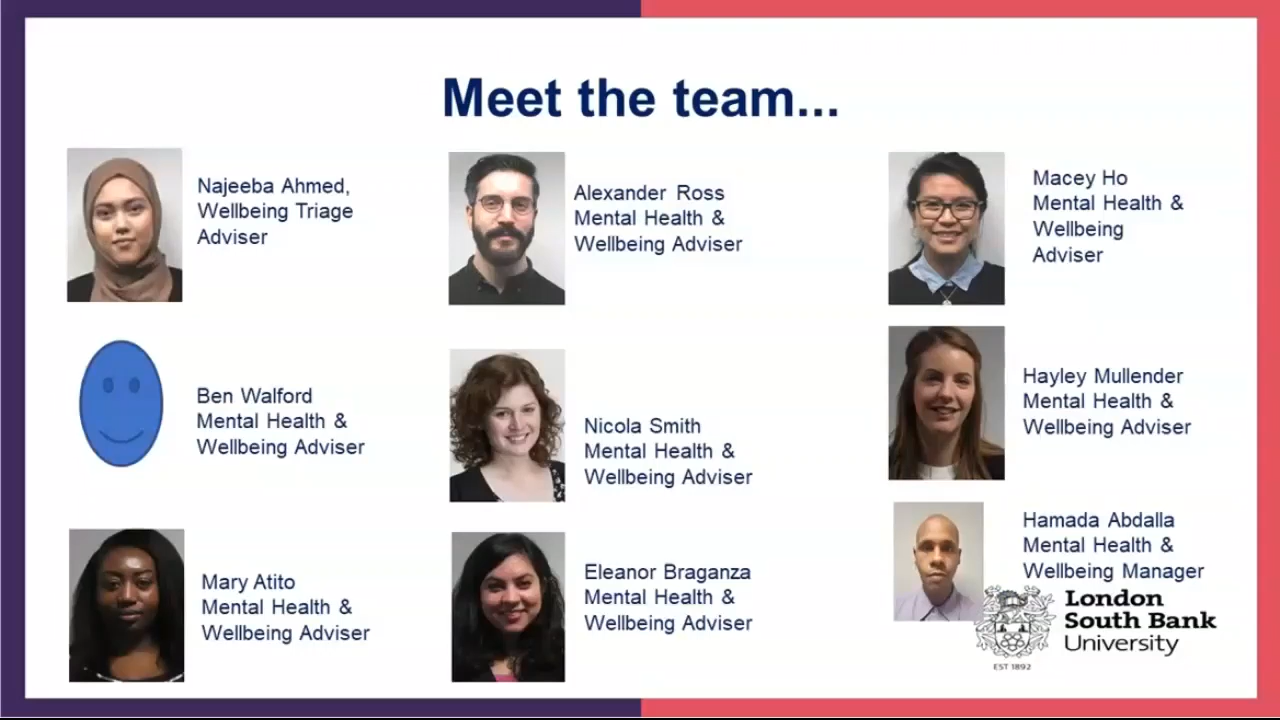 Meet the team...
Najeeba Ahmed,
Wellbeing Triage
Adviser
Alexander Ross
Mental Health &
Wellbeing Adviser
Macey Ho
Mental Health &
Wellbeing
Adviser
Ben Walford
Mental Health &
Wellbeing Adviser
Nicola Smith
Mental Health &
Wellbeing Adviser
Hayley Mullender
Mental Health &
Wellbeing Adviser
Mary Atito
Mental Health &
Wellbeing Adviser
Eleanor Braganza
Mental Health &
Wellbeing Adviser
Hamada Abdalla
Mental Health &
Wellbeing Manager
London
South Bank
University
EST 1892